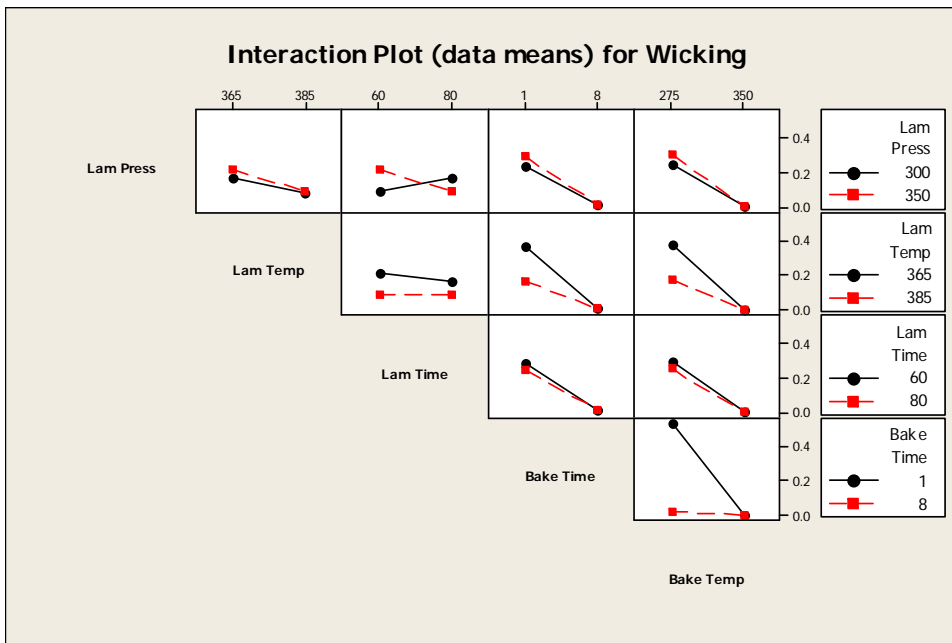 Interaction Plot (data means) for Wicking
365 385 60 80 1 8 275 350
Lam Press
0.4
0.2
0.0
Lam
Press
300
350
Lam Temp
0.4
0.2
0.0
Lam
Temp
365
385
Lam Time
0.4
0.2
0.0
Lam
Time
60
80
Bake Time
0.4
0.2
0.0
Bake
Time
1
8
Bake Temp